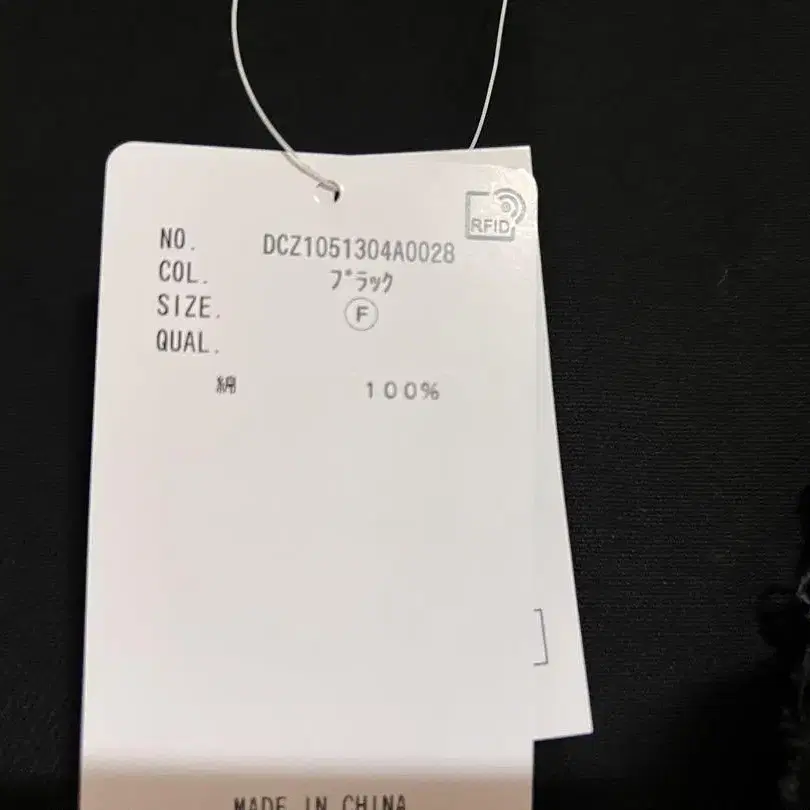 RFID
NO. DCZ1051304A0028
COL. ブラック
SIZE. F
QUAL.
綿 100%
MADE IN CHINA